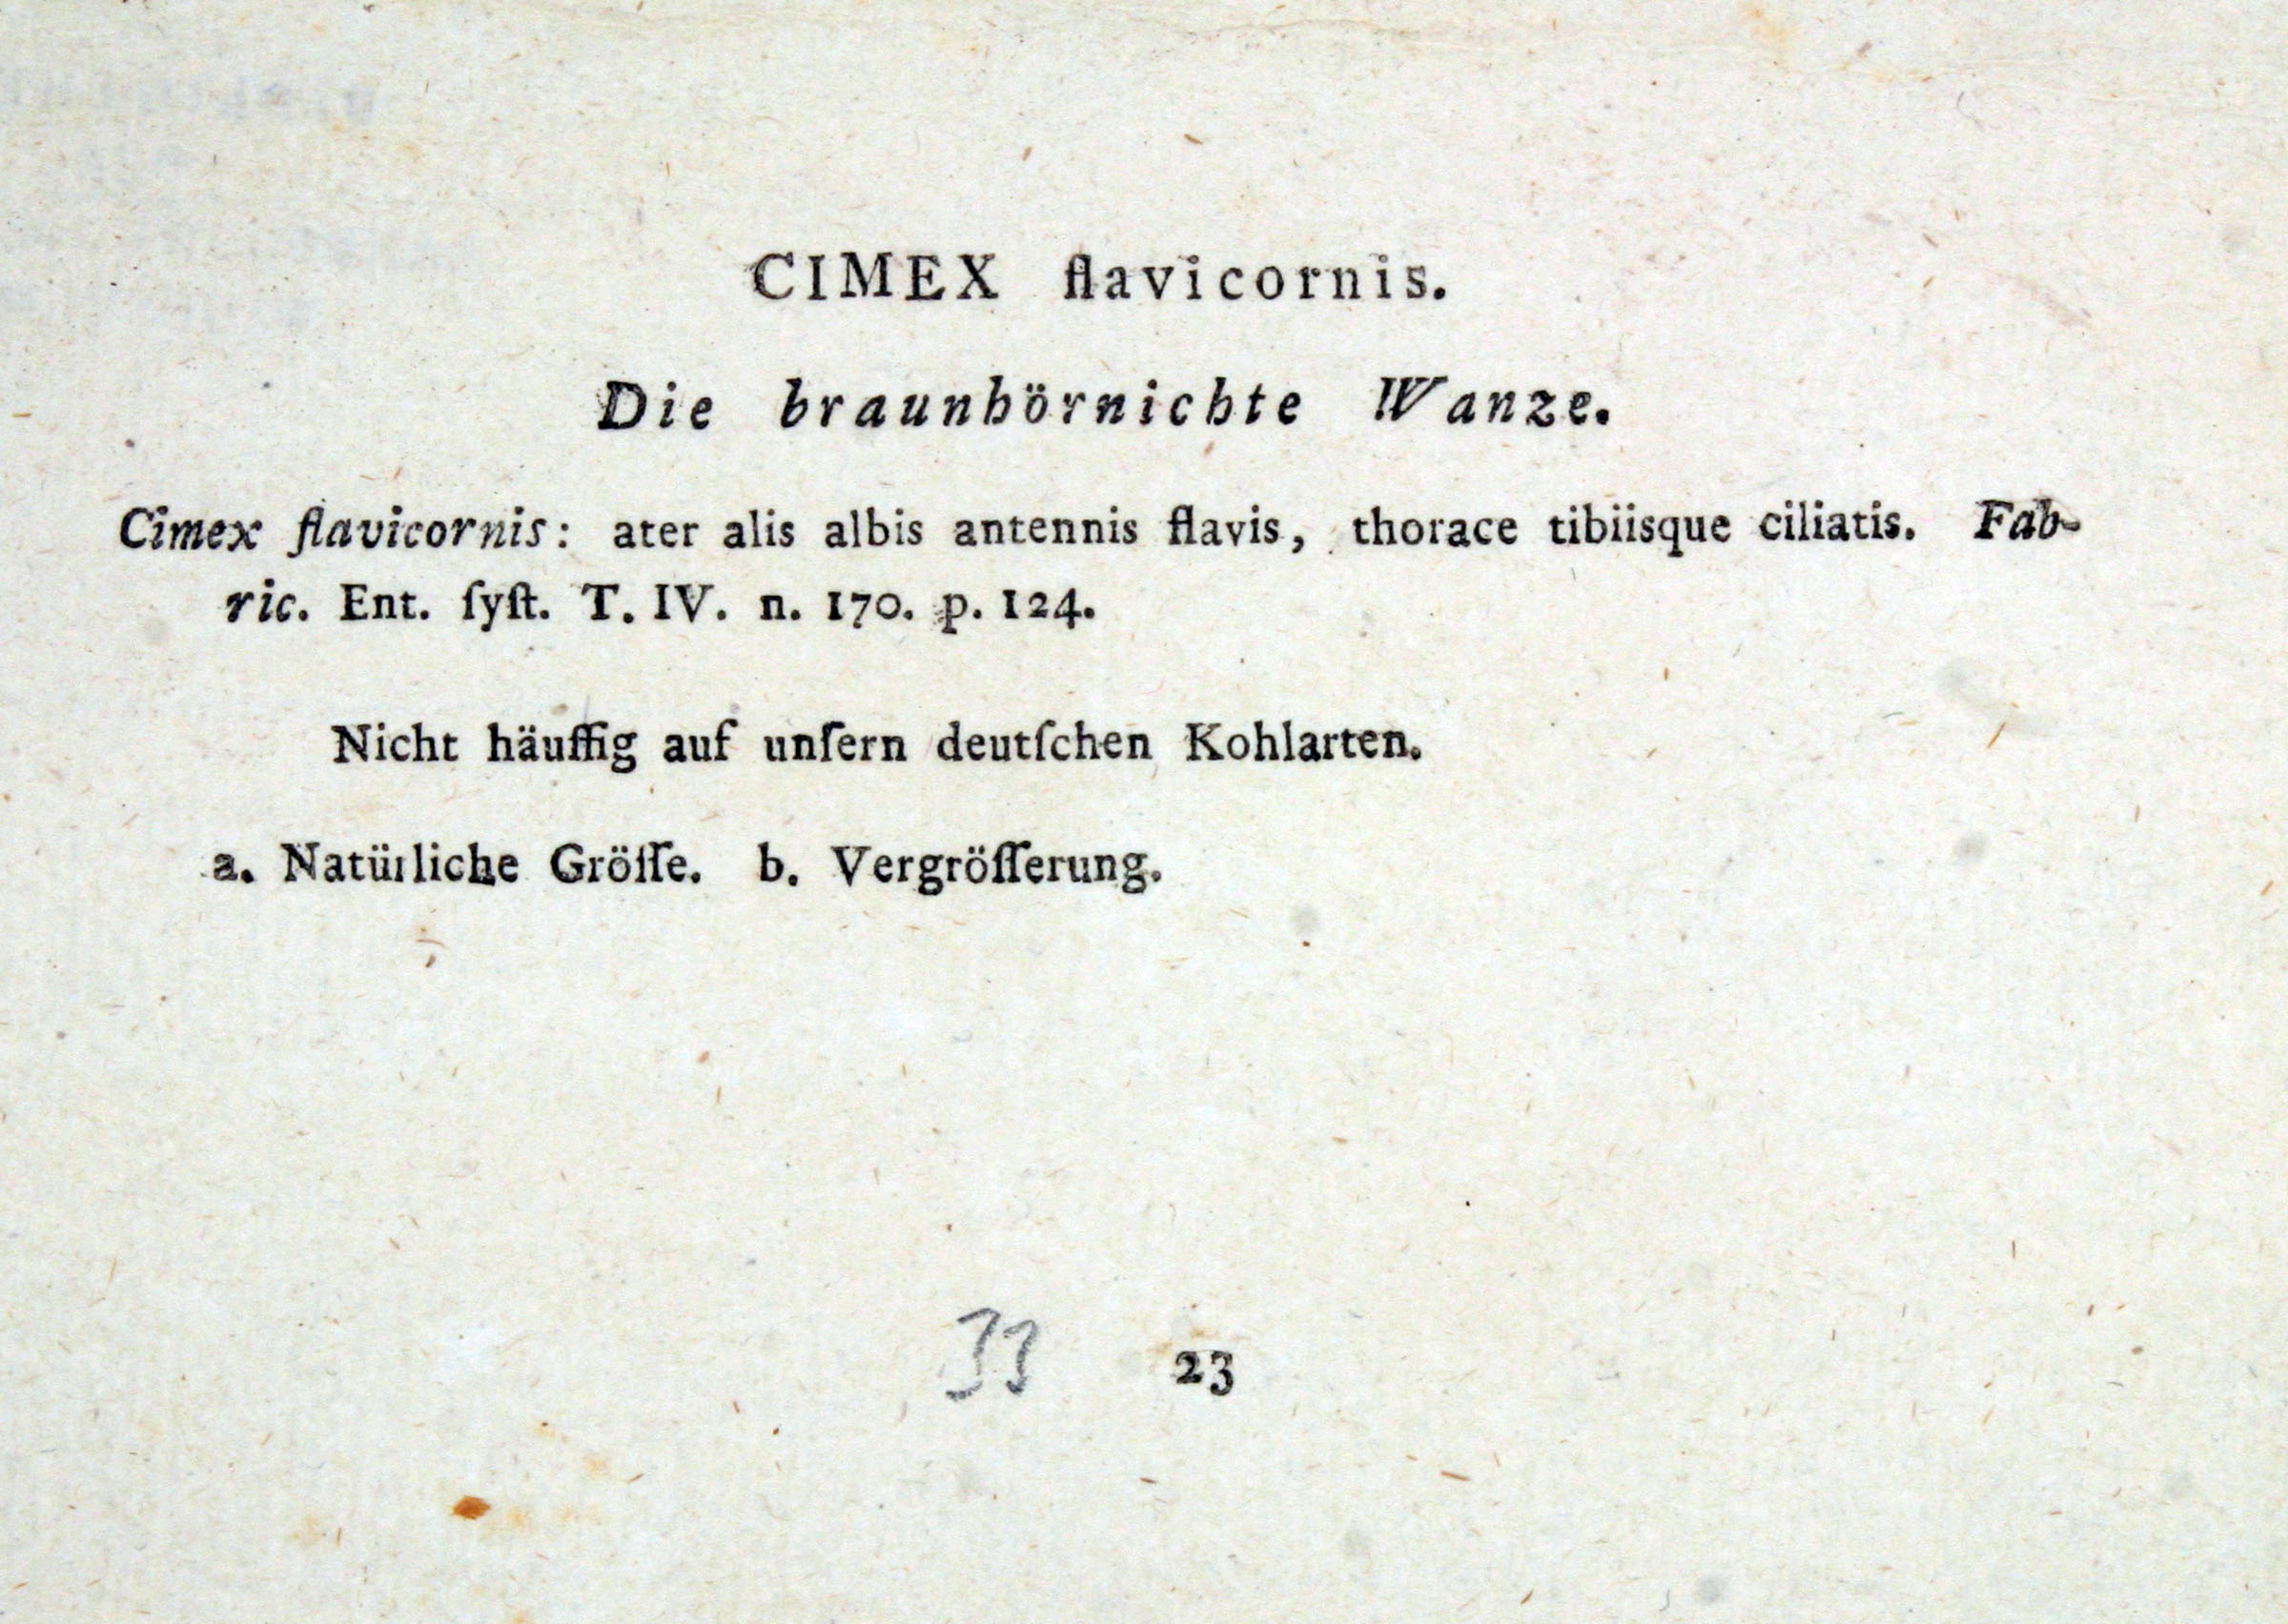 CIMEX flavicornis.
Die braunhörnichte Wanze.
Cimex flavicornis: ater alis albis antennis flavis, thorace tibiisque ciliatis. Fab-
ric. Ent. ſyſt. T. IV. n. 170. p. 124.
Nicht häuffig auf unſern deutſchen Kohlarten.
a. Natürliche Gröſſe. b. Vergröſſerung.
33 23